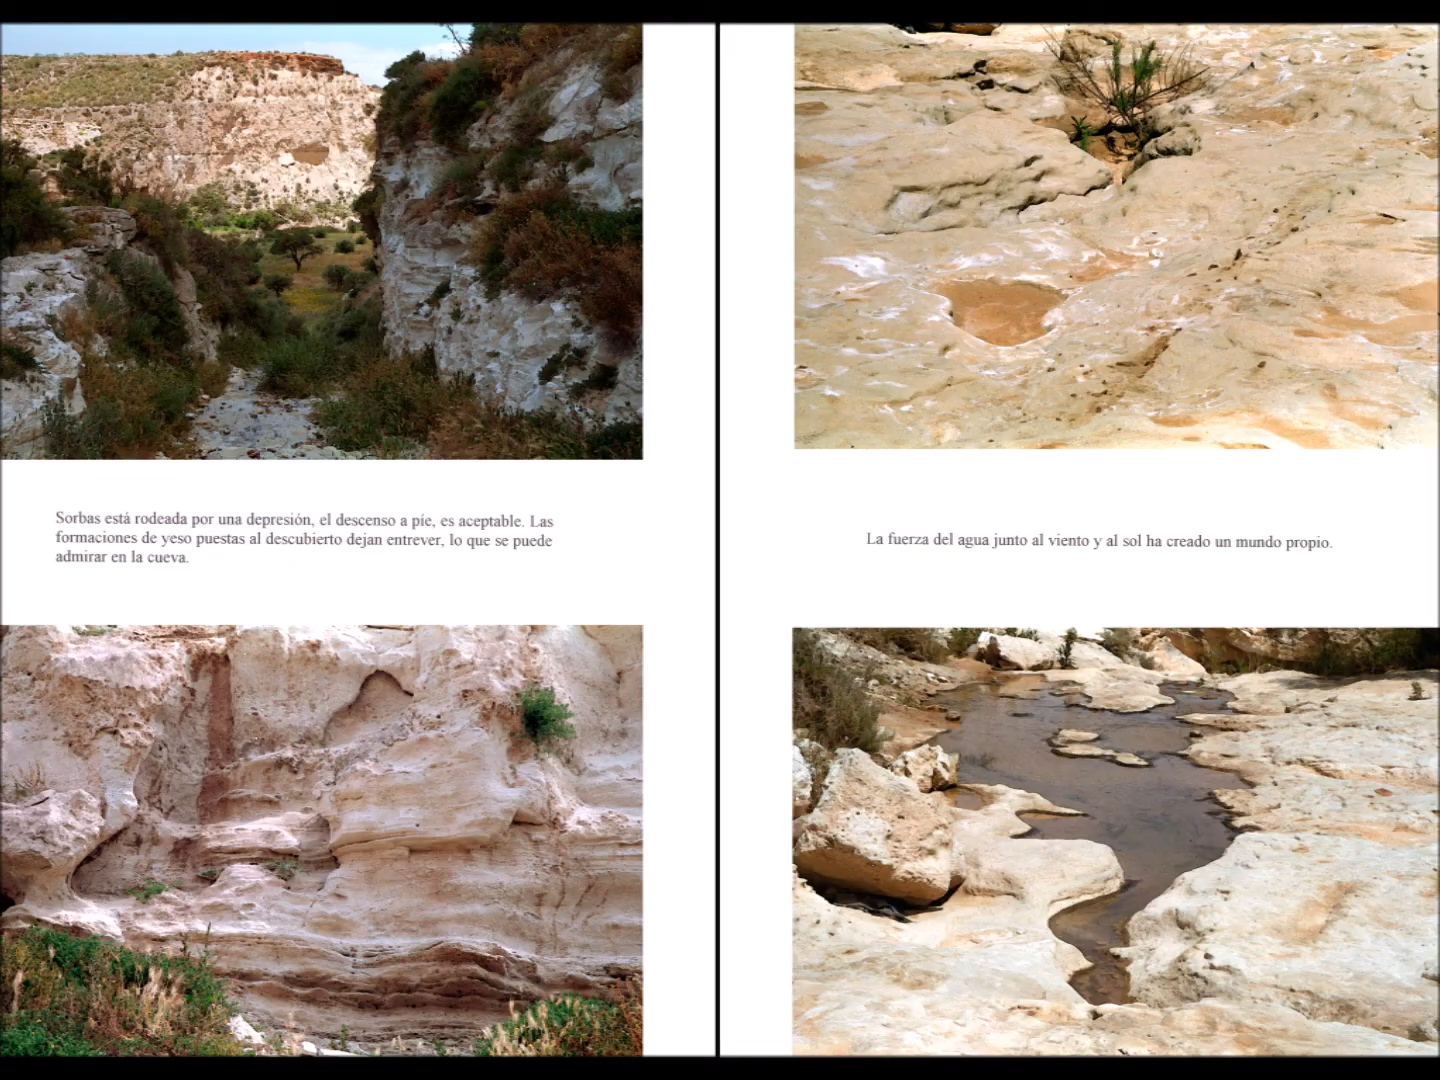 Sorbas está rodeada por una depresión, el descenso a píe, es aceptable. Las
formaciones de yeso puestas al descubierto dejan entrever, lo que se puede
admirar en la cueva.
La fuerza del agua junto al viento y al sol ha creado un mundo propio.